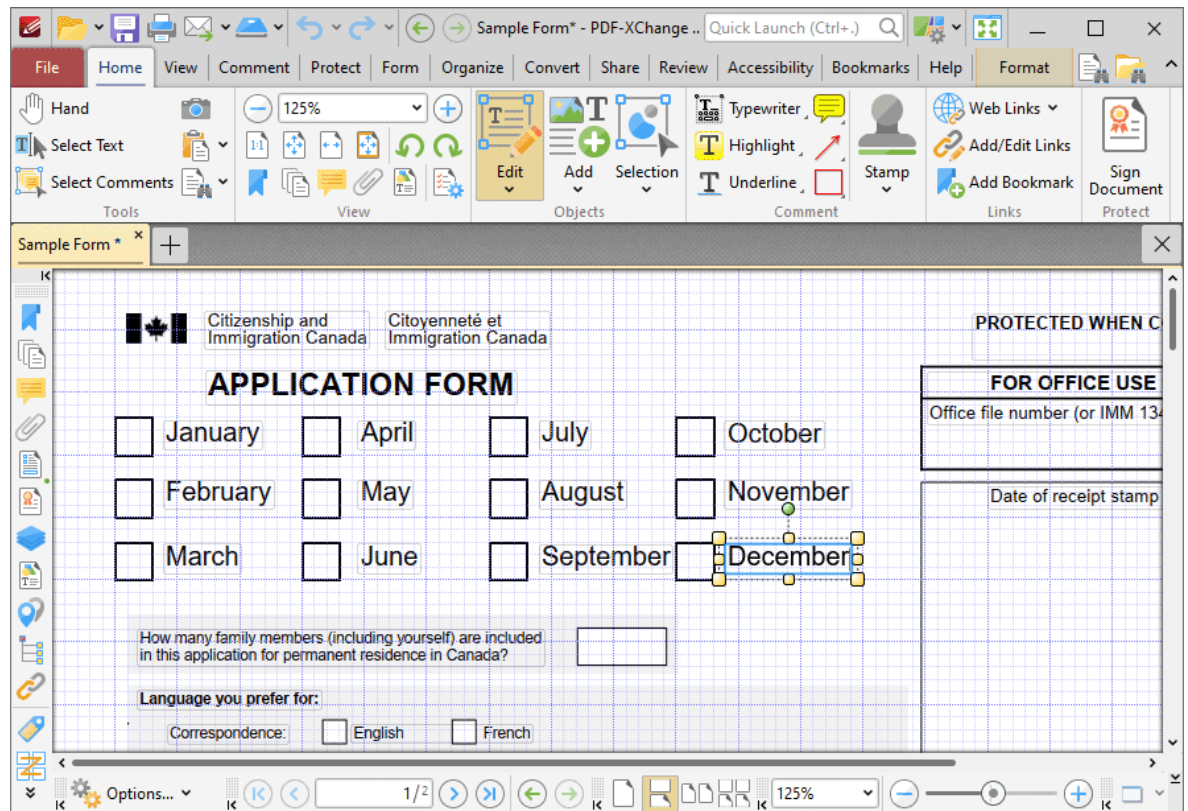 Sample Form* - PDF-XChange ..
Quick Launch (Ctrl+.)
File Home View Comment Protect Form Organize Convert Share Review Accessibility Bookmarks Help Format
Hand
Select Text
Select Comments
Tools
125%
1:1
View
Edit
Add
Selection
Objects
Typewriter
Highlight
Underline
Stamp
Comment
Web Links
Add/Edit Links
Add Bookmark
Links
Sign
Document
Protect
Sample Form *
Citizenship and
Immigration Canada
Citoyenneté et
Immigration Canada
PROTECTED WHEN C
APPLICATION FORM
FOR OFFICE USE
Office file number (or IMM 134
January April July October
February May August November
Date of receipt stamp
March June September December
How many family members (including yourself) are included
in this application for permanent residence in Canada?
Language you prefer for:
Correspondence: English French
Options...
1/2
125%